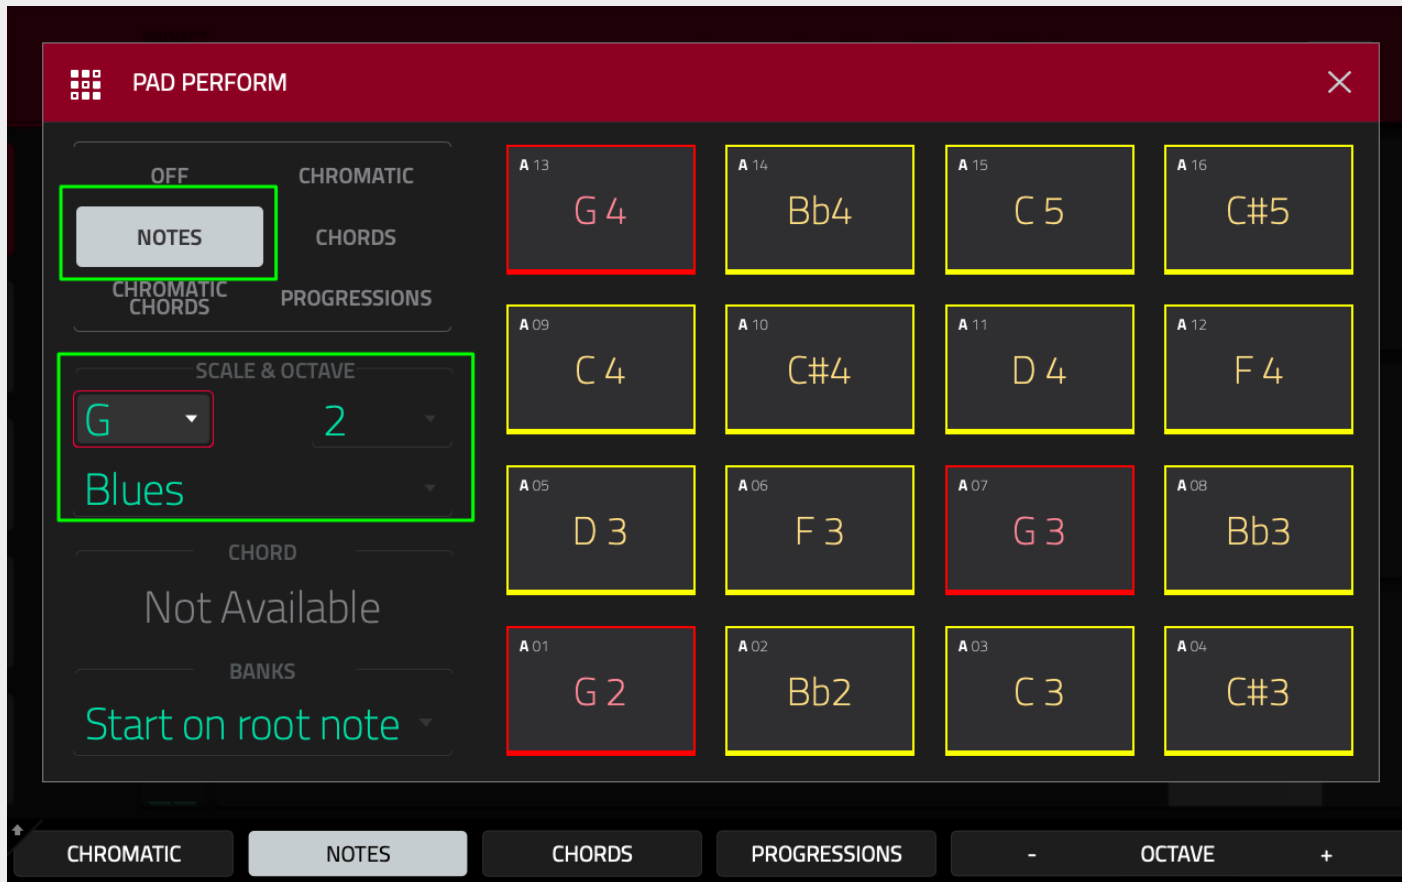 PAD PERFORM
OFF
CHROMATIC
NOTES
CHORDS
CHROMATIC
CHORDS
PROGRESSIONS
SCALE & OCTAVE
G
2
Blues
CHORD
Not Available
BANKS
Start on root note
A 13
A 14
A 15
A 16
G 4
Bb4
C 5
C#5
A 09
A 10
A 11
A 12
C 4
C#4
D 4
F 4
A 05
A 06
A 07
A 08
D 3
F 3
G 3
Bb3
A 01
A 02
A 03
A 04
G 2
Bb2
C 3
C#3
CHROMATIC
NOTES
CHORDS
PROGRESSIONS
- OCTAVE +